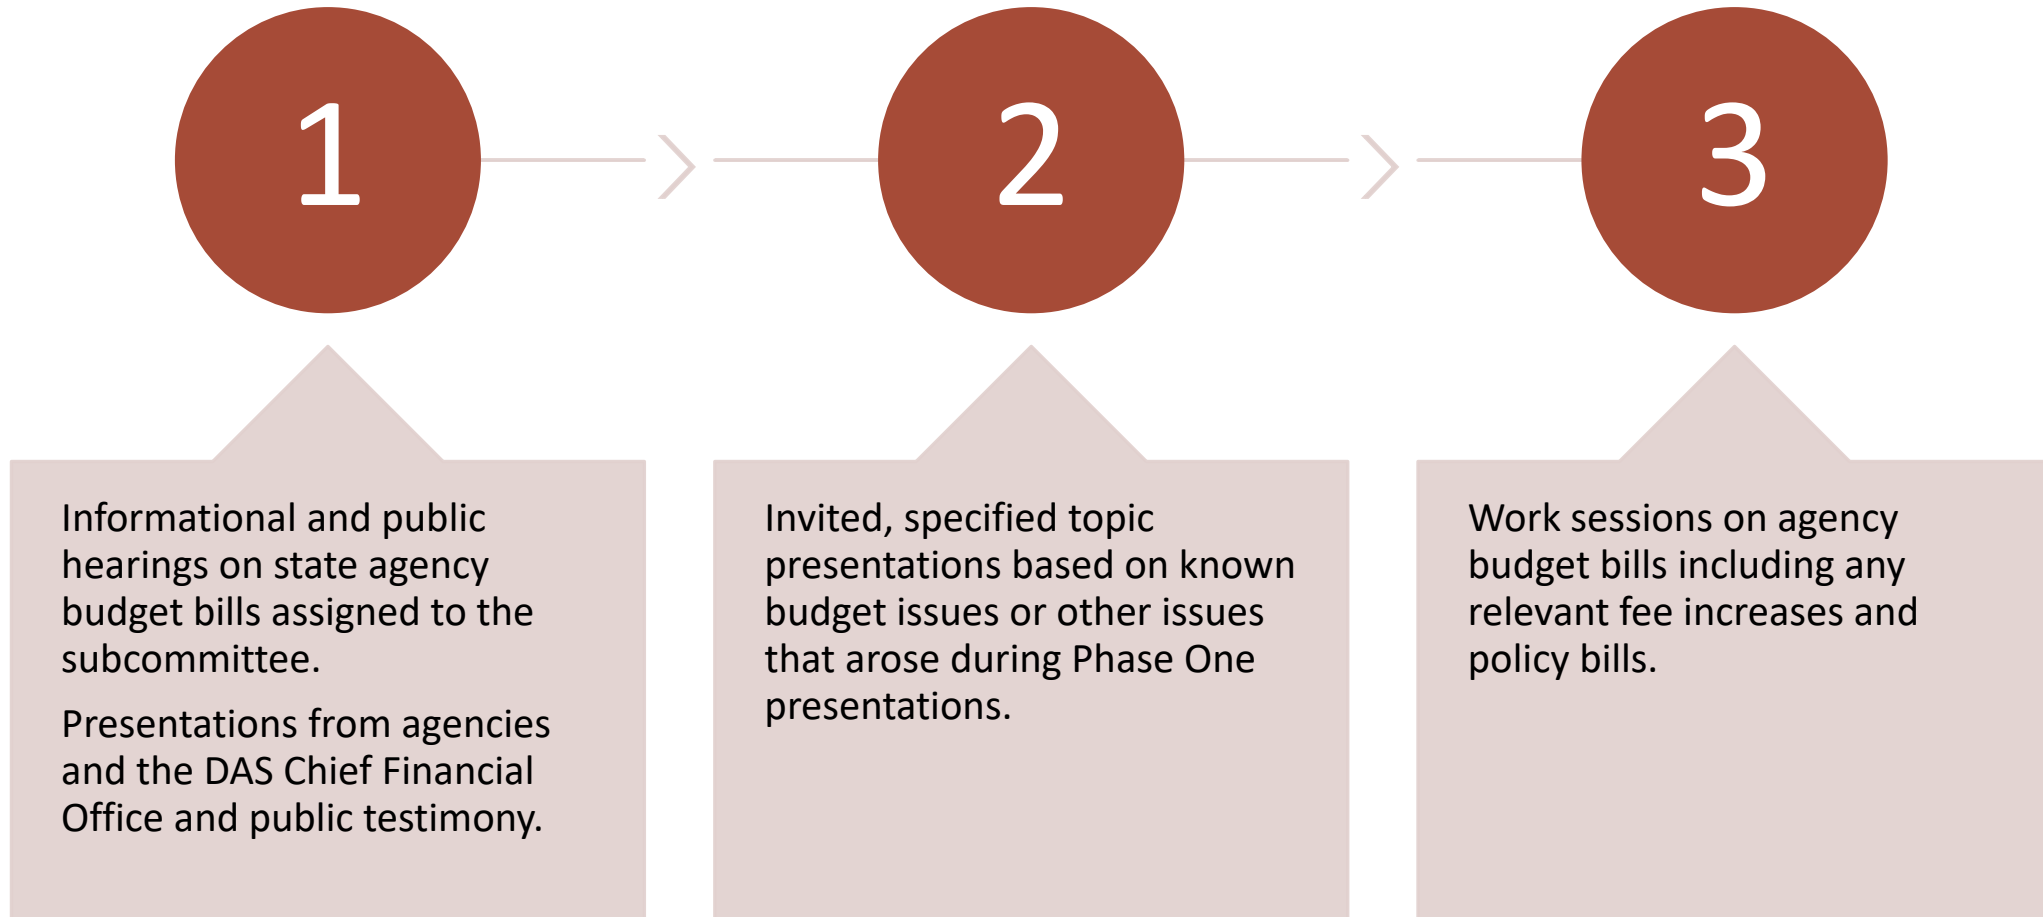 1
Informational and public
hearings on state agency
budget bills assigned to the
subcommittee.
Presentations from agencies
and the DAS Chief Financial
Office and public testimony.
2
Invited, specified topic
presentations based on known
budget issues or other issues
that arose during Phase One
presentations.
3
Work sessions on agency
budget bills including any
relevant fee increases and
policy bills.